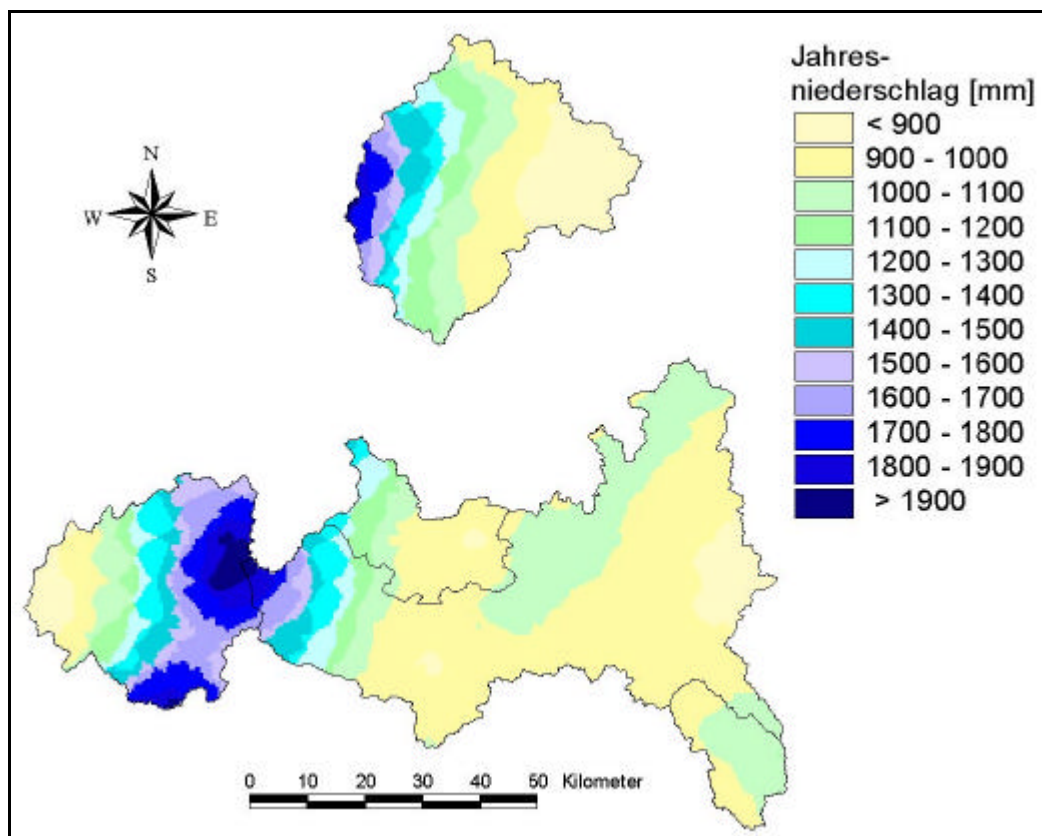 Jahres-
niederschlag [mm]
< 900
900 - 1000
1000 - 1100
1100 - 1200
1200 - 1300
1300 - 1400
1400 - 1500
1500 - 1600
1600 - 1700
1700 - 1800
1800 - 1900
> 1900
N
W E
S
0 10 20 30 40 50 Kilometer